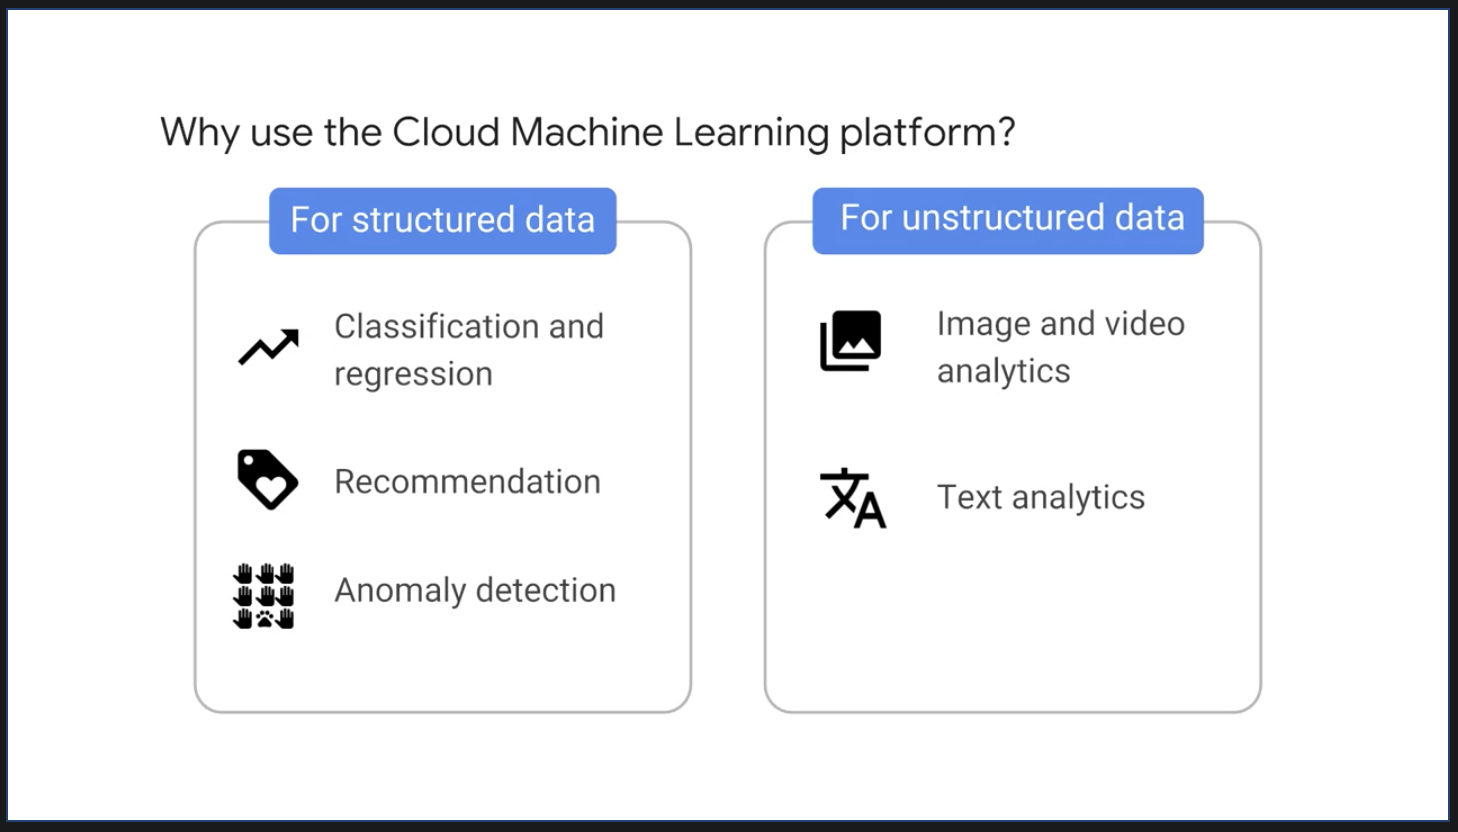 Why use the Cloud Machine Learning platform?
For structured data
Classification and
regression
Recommendation
Anomaly detection
For unstructured data
Image and video
analytics
Text analytics